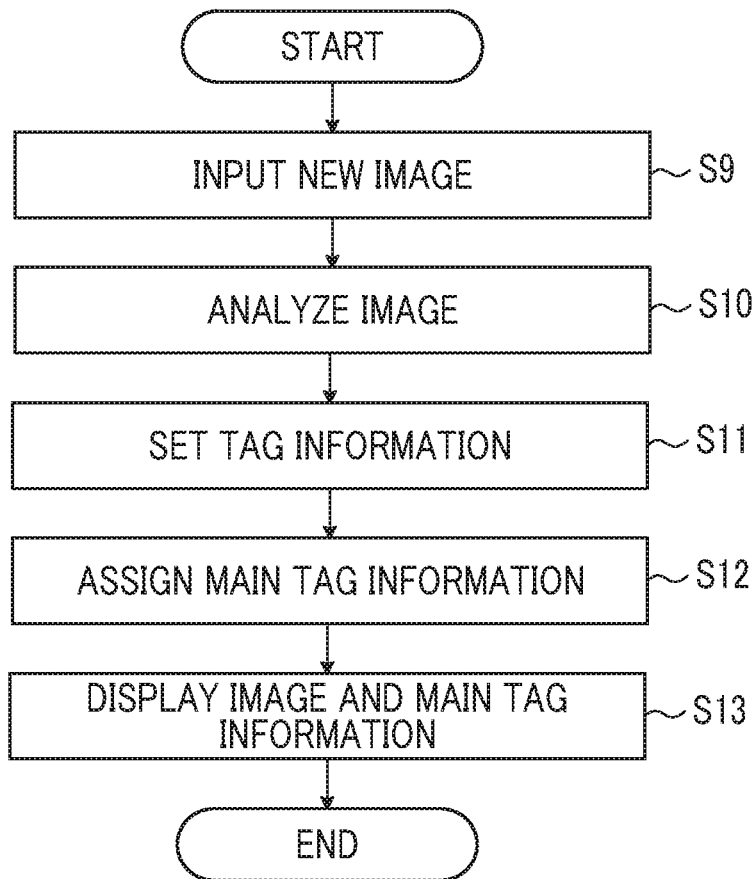 START
INPUT NEW IMAGE
S9
ANALYZE IMAGE
S10
SET TAG INFORMATION
S11
ASSIGN MAIN TAG INFORMATION
S12
DISPLAY IMAGE AND MAIN TAG
INFORMATION
S13
END